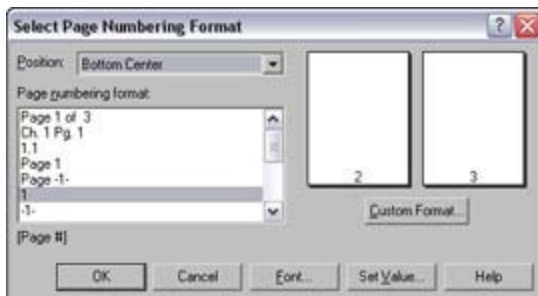 Select Page Numbering Format
Position: Bottom Center
Page numbering format:
Page 1 of 3
Ch. 1 Pg. 1
1.1
Page 1
Page -1-
1
-1-
[Page #]
2
3
Custom Format...
OK
Cancel
Font...
Set Value...
Help